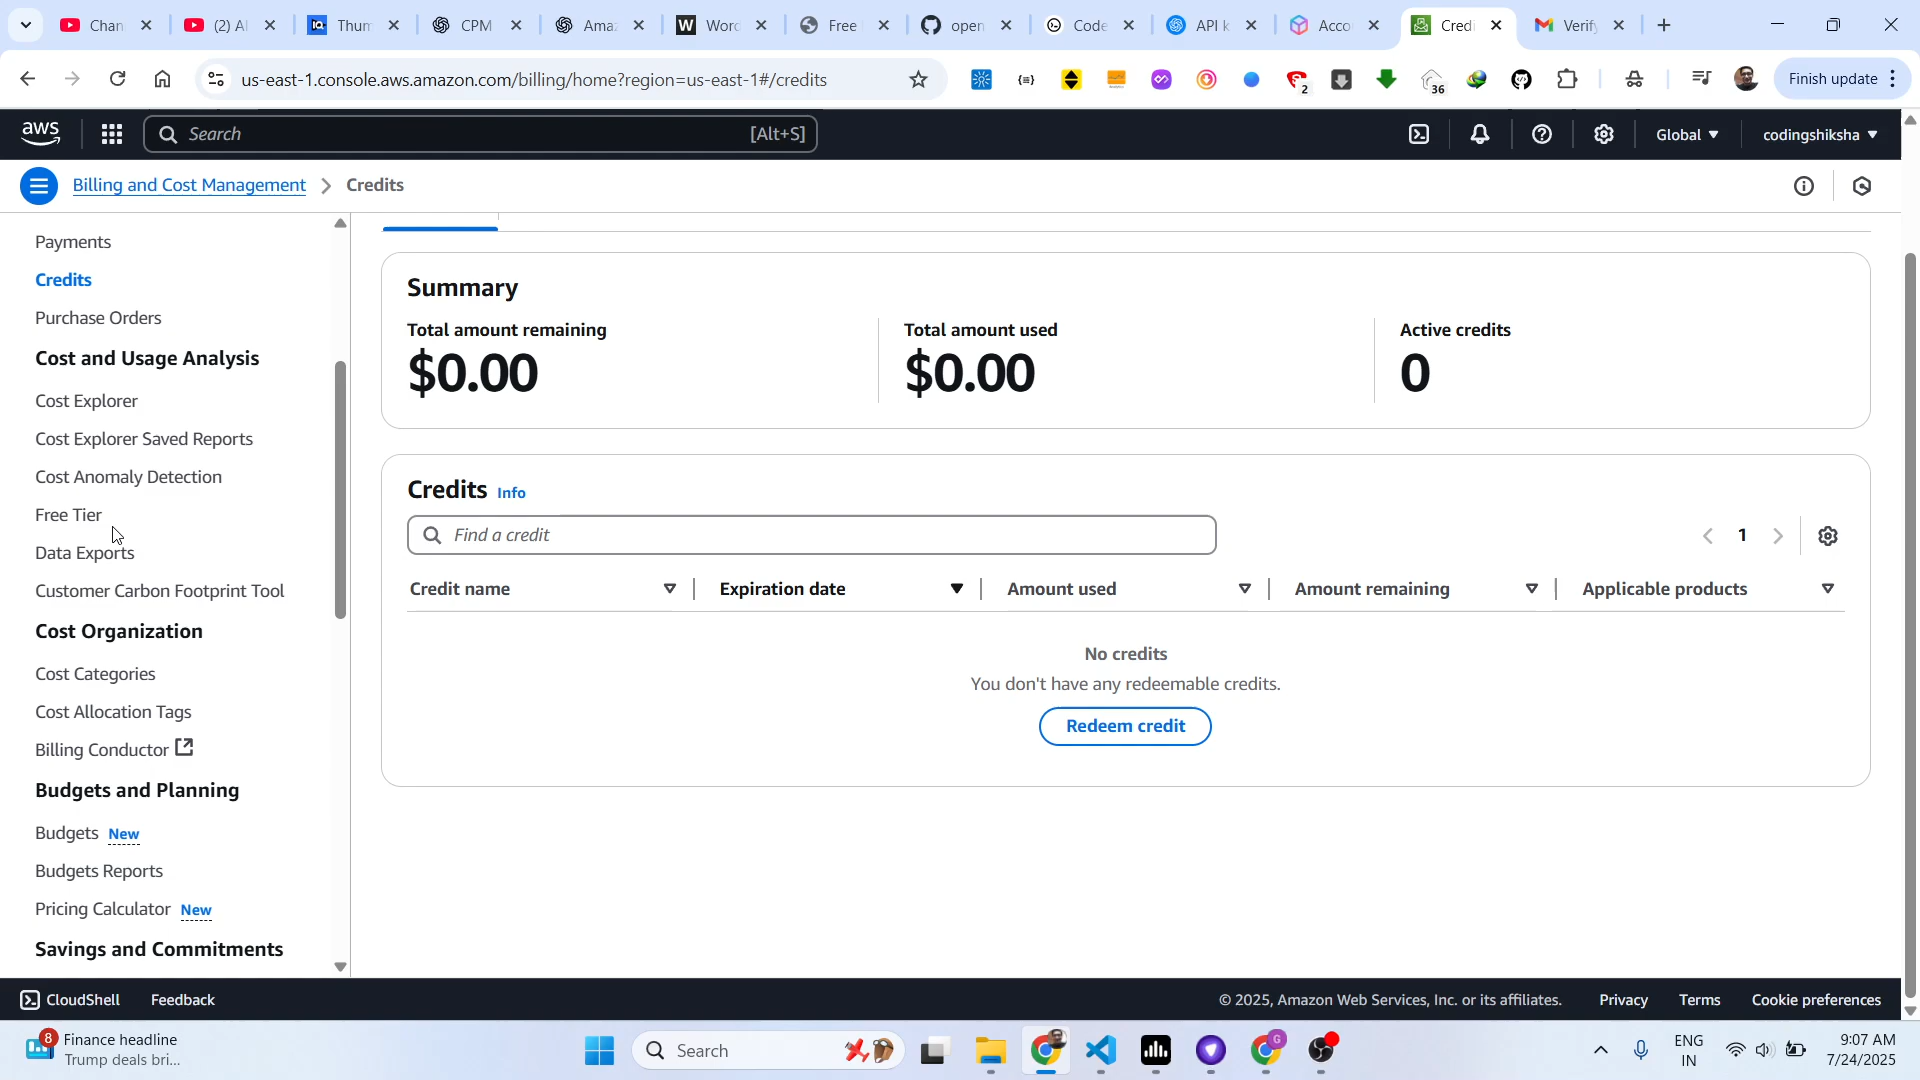 Chan
(2) Al
Thum
CPM
Amaz
Word
Free
open
Code
API k
Acco
Credi
Verify
us-east-1.console.aws.amazon.com/billing/home?region=us-east-1#/credits
2
36
Finish update
aws
Search
[Alt+S]
Global
codingshiksha
Billing and Cost Management
Credits
Payments
Credits
Purchase Orders
Cost and Usage Analysis
Cost Explorer
Cost Explorer Saved Reports
Cost Anomaly Detection
Free Tier
Data Exports
Customer Carbon Footprint Tool
Cost Organization
Cost Categories
Cost Allocation Tags
Billing Conductor
Budgets and Planning
Budgets New
Budgets Reports
Pricing Calculator New
Savings and Commitments
Summary
Total amount remaining
$0.00
Total amount used
$0.00
Active credits
0
Credits Info
Find a credit
1
Credit name
Expiration date
Amount used
Amount remaining
Applicable products
No credits
You don't have any redeemable credits.
Redeem credit
CloudShell
Feedback
© 2025, Amazon Web Services, Inc. or its affiliates.
Privacy
Terms
Cookie preferences
8
Finance headline
Trump deals bri...
Search
G
ENG
IN
9:07 AM
7/24/2025